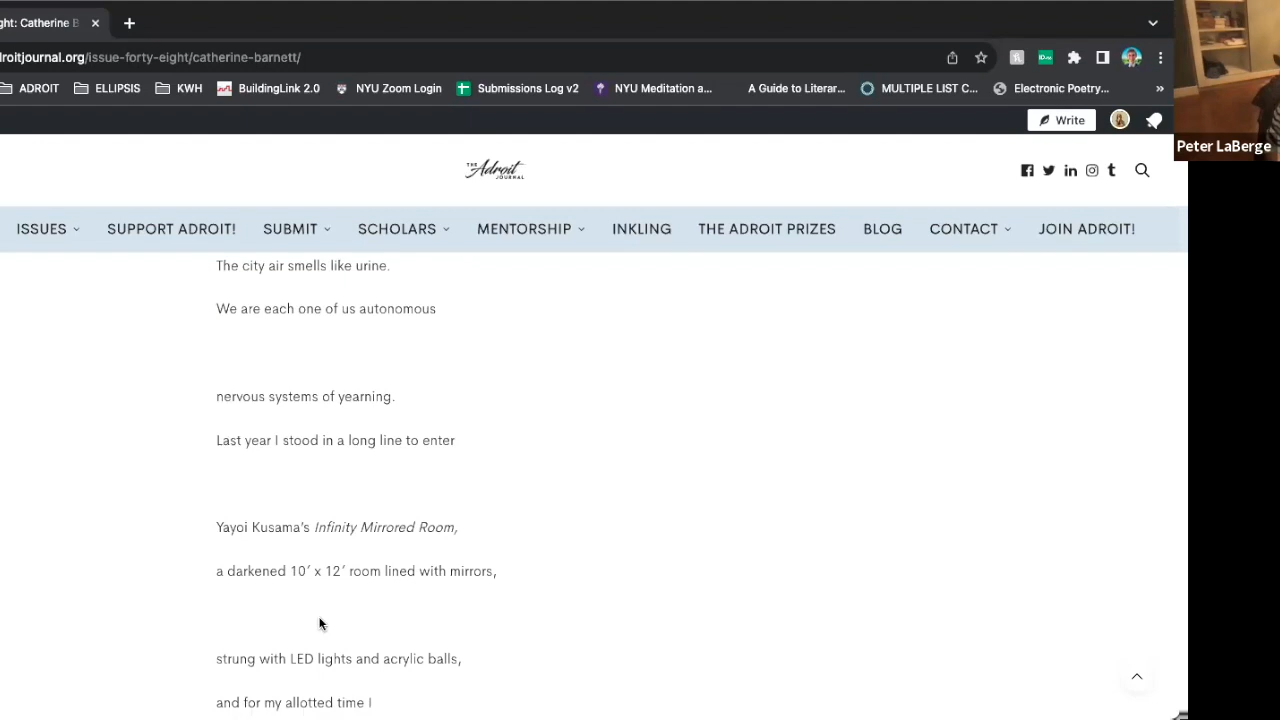 ght: Catherine B
droitjournal.org/issue-forty-eight/catherine-barnett/
ADROIT ELLIPSIS KWH BuildingLink 2.0 NYU Zoom Login Submissions Log v2 NYU Meditation a... A Guide to Literar... MULTIPLE LIST C... Electronic Poetry... »
Write
THE Adroit JOURNAL
Peter LaBerge
ISSUES SUPPORT ADROIT! SUBMIT SCHOLARS MENTORSHIP INKLING THE ADROIT PRIZES BLOG CONTACT JOIN ADROIT!
The city air smells like urine.
We are each one of us autonomous
nervous systems of yearning.
Last year I stood in a long line to enter
Yayoi Kusama’s Infinity Mirrored Room,
a darkened 10′ x 12′ room lined with mirrors,
strung with LED lights and acrylic balls,
and for my allotted time I